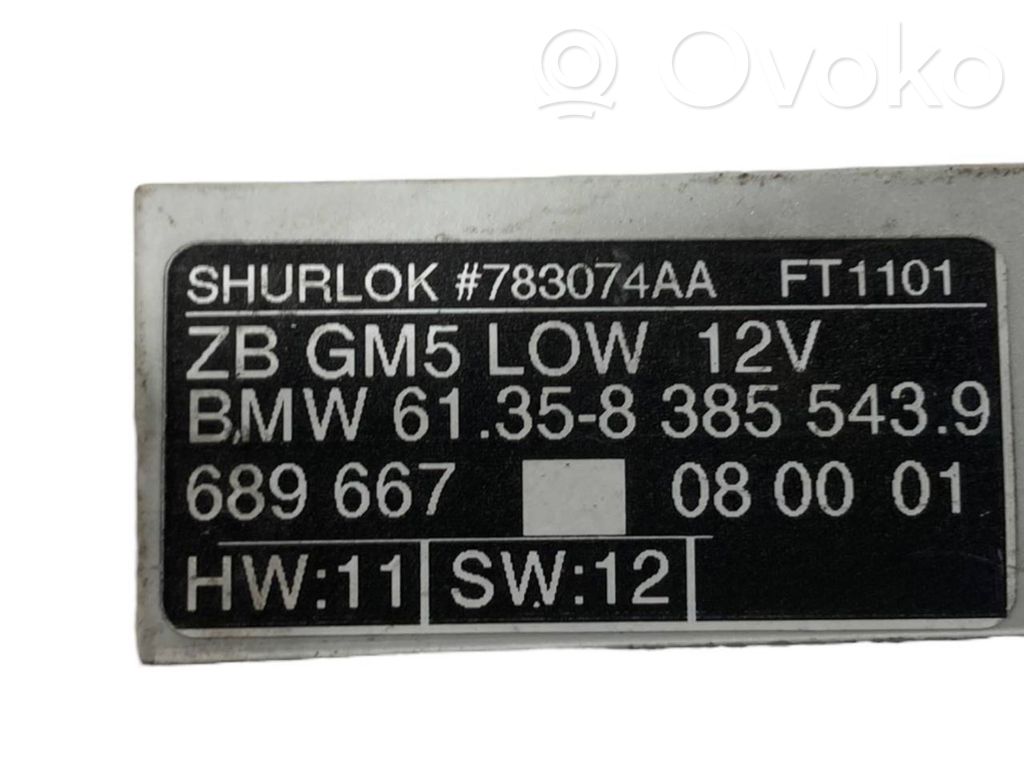 Ovoko
SHURLOK #783074AA FT1101
ZB GM5 LOW 12V
BMW 61.35-8 385 543.9
689 667 08 00 01
HW:11 SW:12